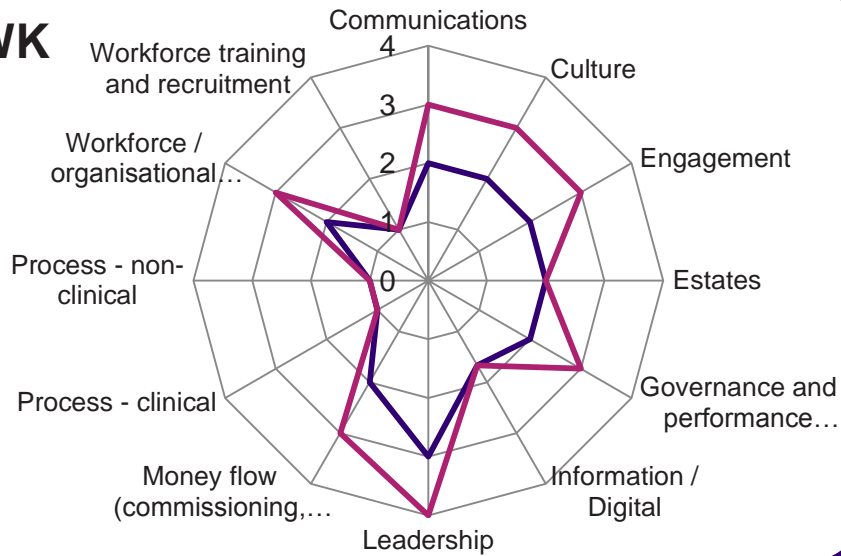 WK
Communications
Culture
Engagement
Estates
Governance and
performance…
Information /
Digital
Leadership
Money flow
(commissioning,…
Process - clinical
Process - non-
clinical
Workforce /
organisational…
Workforce training
and recruitment
4
3
2
1
0